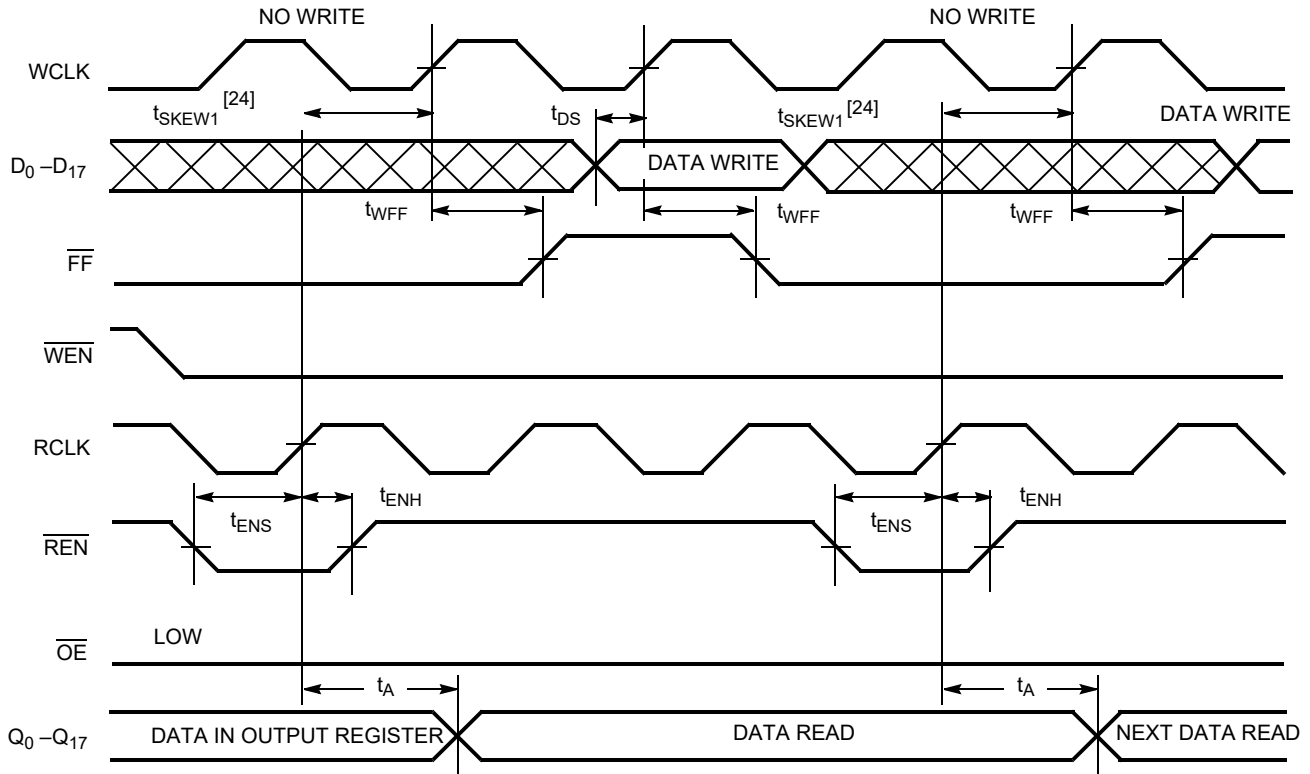 NO WRITE NO WRITE
WCLK
tSKEW1 [24] tDS tSKEW1 [24] DATA WRITE
D0 –D17 DATA WRITE
tWFF tWFF tWFF
FF
WEN
RCLK
tENH tENH
tENS tENS
REN
LOW
OE
tA tA
Q0 –Q17 DATA IN OUTPUT REGISTER DATA READ NEXT DATA READ